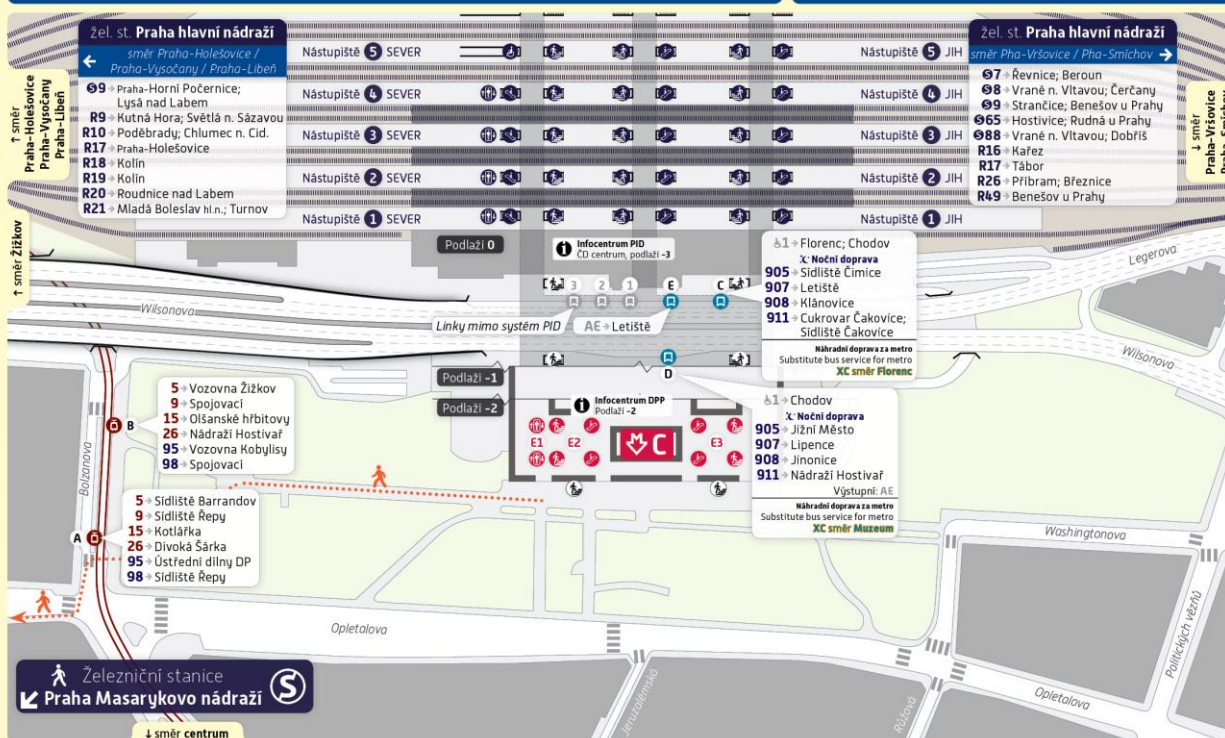 žel. st. Praha hlavní nádraží
směr Praha-Holešovice /
Praha-Vysočany / Praha-Libeň
S9 Praha-Horní Počernice;
Lysá nad Labem
R9 Kutná Hora; Světlá n. Sázavou
R10 Poděbrady; Chlumec n. Cid.
R17 Praha-Holešovice
R18 Kolín
R19 Kolín
R20 Roudnice nad Labem
R21 Mladá Boleslav hl.n.; Turnov
↑ směr
Praha-Holešovice
Praha-Vysočany
Praha-Libeň
↑ směr Žižkov
Nástupiště 5 SEVER
Nástupiště 4 SEVER
Nástupiště 3 SEVER
Nástupiště 2 SEVER
Nástupiště 1 SEVER
Nástupiště 5 JIH
Nástupiště 4 JIH
Nástupiště 3 JIH
Nástupiště 2 JIH
Nástupiště 1 JIH
žel. st. Praha hlavní nádraží
směr Pha-Vršovice / Pha-Smíchov
S7 Řevnice; Beroun
S8 Vrané n. Vltavou; Čerčany
S9 Strančice; Benešov u Prahy
S65 Hostivice; Rudná u Prahy
S88 Vrané n. Vltavou; Dobříš
R16 Kařez
R17 Tábor
R26 Příbram; Březnice
R49 Benešov u Prahy
↓ směr
Praha-Vršovice
Podlaží 0
Infocentrum PID
ČD centrum, podlaží -3
3 2 1 E C
Linky mimo systém PID
AE Letiště
1 Florenc; Chodov
Noční doprava
905 Sídliště Čimice
907 Letiště
908 Klánovice
911 Cukrovar Čakovice;
Sídliště Čakovice
Náhradní doprava za metro
Substitute bus service for metro
XC směr Florenc
Legerova
Wilsonova
Wilsonova
D
Podlaží -1
Podlaží -2
Infocentrum DPP
Podlaží -2
E1 E2 C E3
1 Chodov
Noční doprava
905 Jižní Město
907 Lipence
908 Jinonice
911 Nádraží Hostivař
Výstupní: AE
Náhradní doprava za metro
Substitute bus service for metro
XC směr Muzeum
B
5 Vozovna Žižkov
9 Spojovací
15 Olšanské hřbitovy
26 Nádraží Hostivař
95 Vozovna Kobylisy
98 Spojovací
Bolzanova
A
5 Sídliště Barrandov
9 Sídliště Řepy
15 Kotlářka
26 Divoká Šárka
95 Ústřední dílny DP
98 Sídliště Řepy
Washingtonova
Politických vězňů
Opletalova
Opletalova
Jeruzalémská
Růžová
Železniční stanice
Praha Masarykovo nádraží S
↓ směr centrum